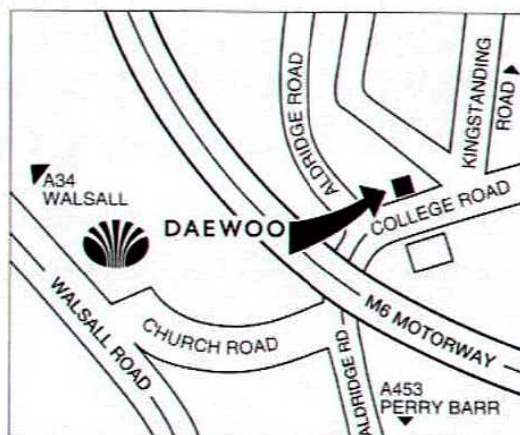 ALDRIDGE ROAD
KINGSTANDING
ROAD
A34
WALSALL
DAEWOO
COLLEGE ROAD
WALSALL ROAD
CHURCH ROAD
M6 MOTORWAY
ALDRIDGE RD
A453
PERRY BARR